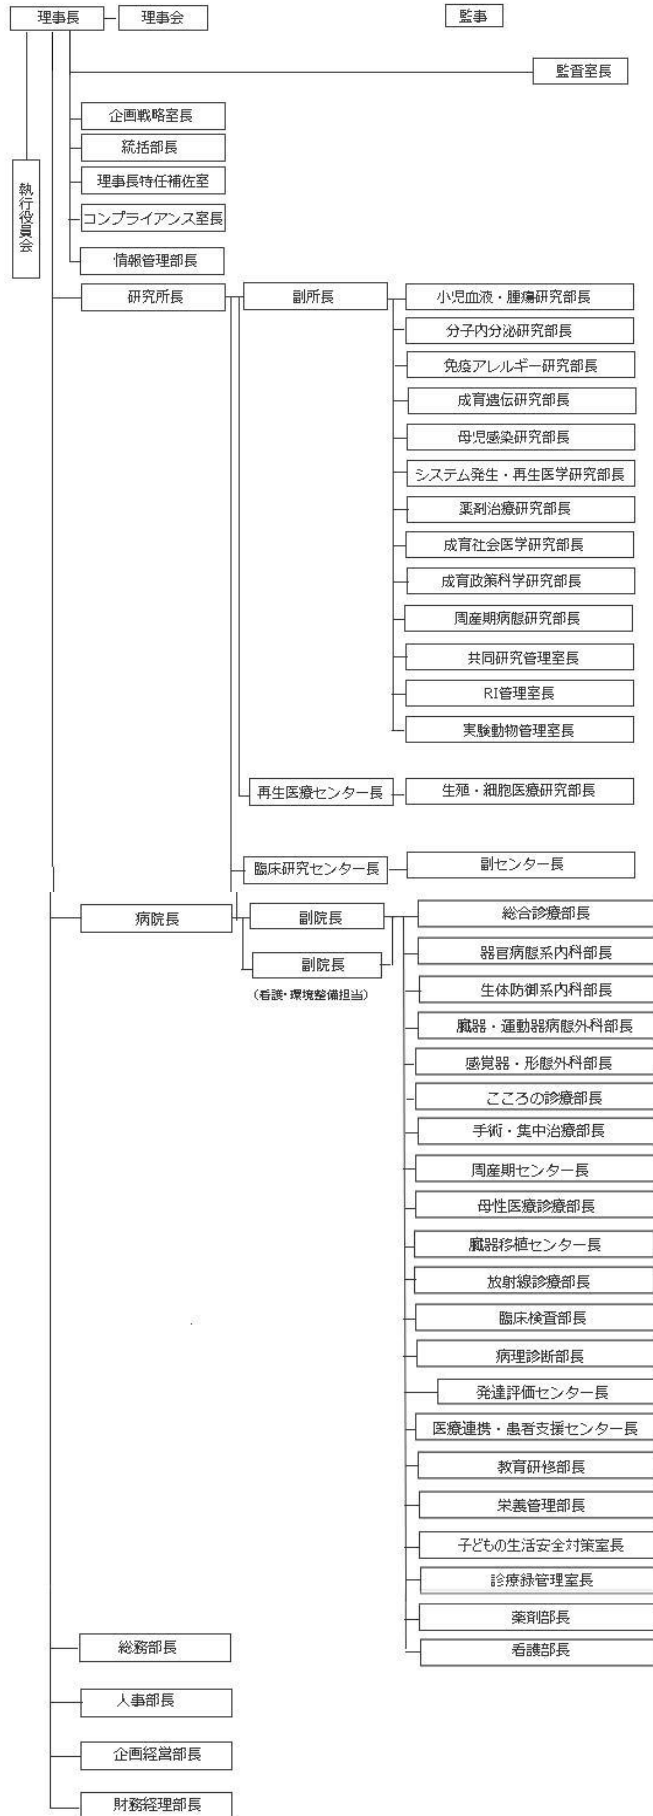 理事長
理事会
監事
監査室長
企画戦略室長
統括部長
理事長特任補佐室
コンプライアンス室長
情報管理部長
執行役員会
研究所長
副所長
小児血液・腫瘍研究部長
分子内分泌研究部長
免疫アレルギー研究部長
成育遺伝研究部長
母児感染研究部長
システム発生・再生医学研究部長
薬剤治療研究部長
成育社会医学研究部長
成育政策科学研究部長
周産期病態研究部長
共同研究管理室長
RI管理室長
実験動物管理室長
再生医療センター長
生殖・細胞医療研究部長
臨床研究センター長
副センター長
病院長
副院長
副院長
(看護・環境整備担当)
総合診療部長
器官病態系内科部長
生体防御系内科部長
臓器・運動器病態外科部長
感覚器・形態外科部長
こころの診療部長
手術・集中治療部長
周産期センター長
母性医療診療部長
臓器移植センター長
放射線診療部長
臨床検査部長
病理診断部長
発達評価センター長
医療連携・患者支援センター長
教育研修部長
栄養管理部長
子どもの生活安全対策室長
診療録管理室長
薬剤部長
看護部長
総務部長
人事部長
企画経営部長
財務経理部長